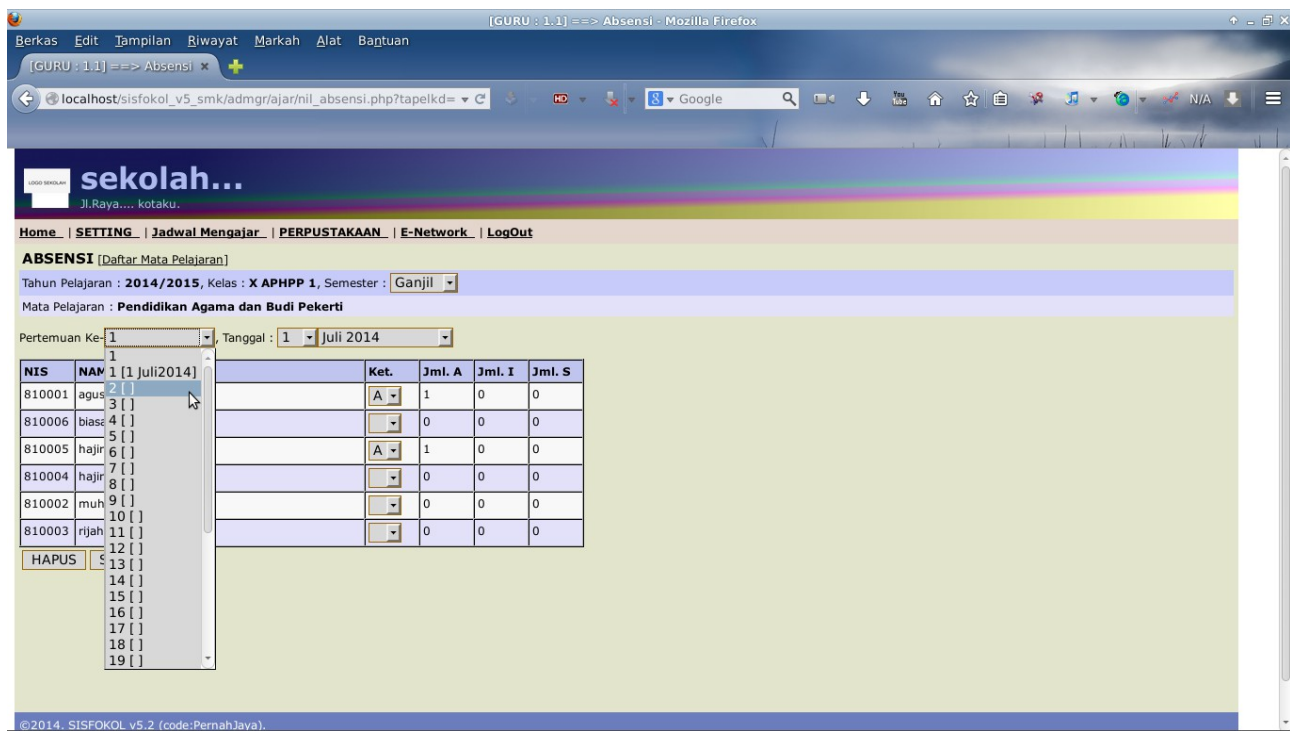 [GURU : 1.1] ==> Absensi - Mozilla Firefox
Berkas Edit Tampilan Riwayat Markah Alat Bantuan
[GURU : 1.1] ==> Absensi
localhost/sisfokol_v5_smk/admgr/ajar/nil_absensi.php?tapelkd= Google N/A
LOGO SEKOLAH
sekolah...
Jl.Raya.... kotaku.
Home | SETTING | Jadwal Mengajar | PERPUSTAKAAN | E-Network | LogOut
ABSENSI [Daftar Mata Pelajaran]
Tahun Pelajaran : 2014/2015, Kelas : X APHPP 1, Semester : Ganjil
Mata Pelajaran : Pendidikan Agama dan Budi Pekerti
Pertemuan Ke- 1, Tanggal : 1 Juli 2014
1
1 [1 Juli2014]
2 [ ]
3 [ ]
4 [ ]
5 [ ]
6 [ ]
7 [ ]
8 [ ]
9 [ ]
10 [ ]
11 [ ]
12 [ ]
13 [ ]
14 [ ]
15 [ ]
16 [ ]
17 [ ]
18 [ ]
19 [ ]
NIS NAM Ket. Jml. A Jml. I Jml. S
810001 agus A 1 0 0
810006 biasa 0 0 0
810005 hajir A 1 0 0
810004 hajir 0 0 0
810002 muh 0 0 0
810003 rijah 0 0 0
HAPUS S
©2014. SISFOKOL v5.2 (code:PernahJaya).